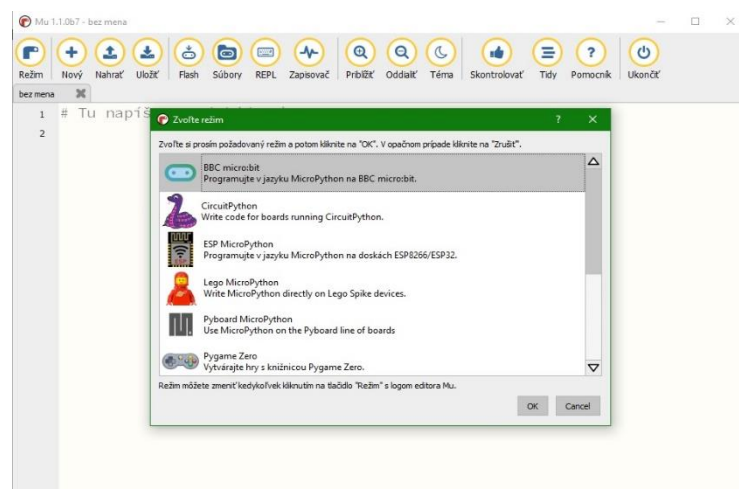 Mu 1.1.0b7 - bez mena
Režim Nový Nahrať Uložiť Flash Súbory REPL Zapisovač Priblížiť Oddialiť Téma Skontrolovať Tidy Pomocník Ukončiť
bez mena
1 # Tu napíš
2
Zvoľte režim
Zvoľte si prosím požadovaný režim a potom kliknite na "OK". V opačnom prípade kliknite na "Zrušiť".
BBC micro:bit
Programujte v jazyku MicroPython na BBC micro:bit.
CircuitPython
Write code for boards running CircuitPython.
ESP MicroPython
Programujte v jazyku MicroPython na doskách ESP8266/ESP32.
Lego MicroPython
Write MicroPython directly on Lego Spike devices.
Pyboard MicroPython
Use MicroPython on the Pyboard line of boards
Pygame Zero
Vytvárajte hry s knižnicou Pygame Zero.
Režim môžete zmeniť kedykoľvek kliknutím na tlačidlo "Režim" s logom editora Mu.
OK Cancel